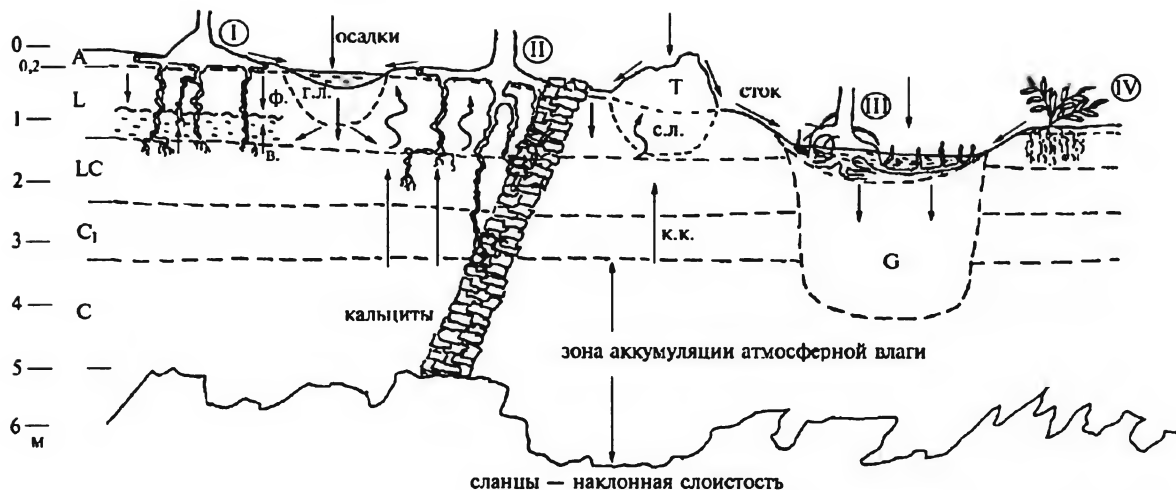 0
0,2
1
2
3
4
5
6
м
A
L
LC
C₁
C
I
осадки
II
III
IV
г.л.
ф.
в.
T
с.л.
сток
к.к.
G
кальциты
зона аккумуляции атмосферной влаги
сланцы — наклонная слоистость